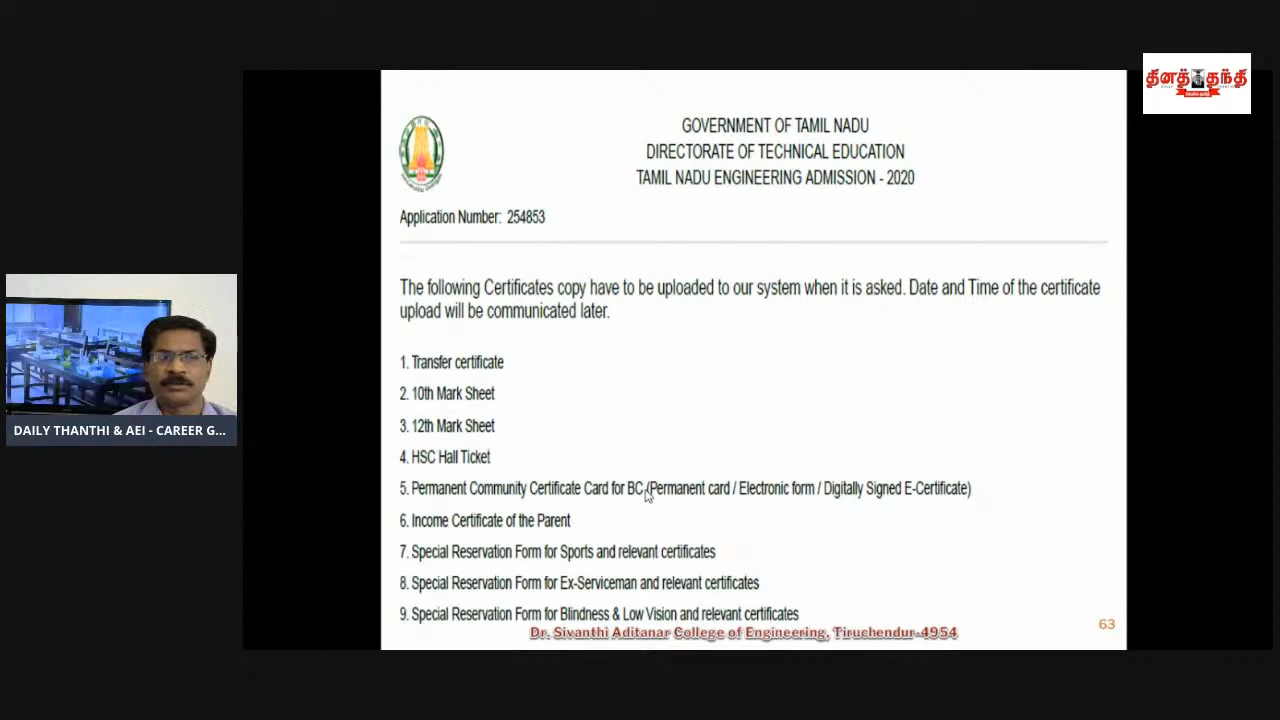 தினத்தந்தி
GOVERNMENT OF TAMIL NADU
DIRECTORATE OF TECHNICAL EDUCATION
TAMIL NADU ENGINEERING ADMISSION - 2020
Application Number: 254853
The following Certificates copy have to be uploaded to our system when it is asked. Date and Time of the certificate
upload will be communicated later.
1. Transfer certificate
2. 10th Mark Sheet
3. 12th Mark Sheet
4. HSC Hall Ticket
5. Permanent Community Certificate Card for BC (Permanent card / Electronic form / Digitally Signed E-Certificate)
6. Income Certificate of the Parent
7. Special Reservation Form for Sports and relevant certificates
8. Special Reservation Form for Ex-Serviceman and relevant certificates
9. Special Reservation Form for Blindness & Low Vision and relevant certificates
Dr. Sivanthi Aditanar College of Engineering, Tiruchendur-4954
63
DAILY THANTHI & AEI - CAREER G...